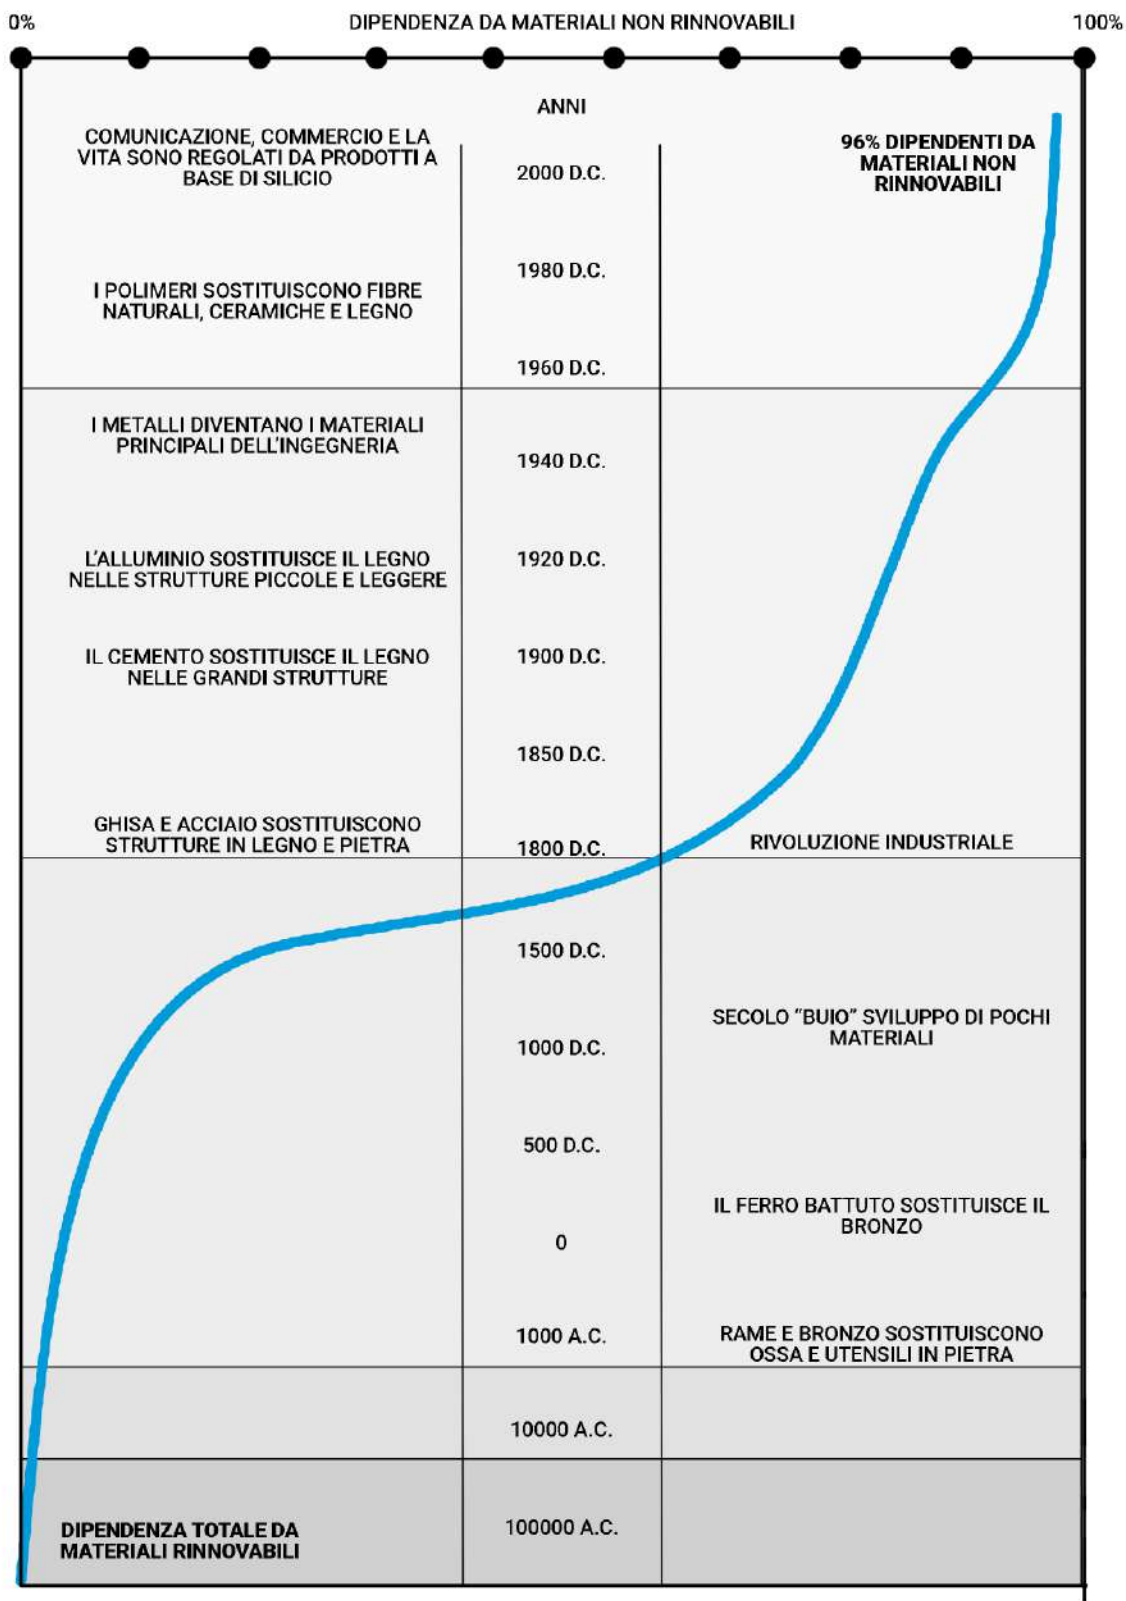 0%
DIPENDENZA DA MATERIALI NON RINNOVABILI
100%
ANNI
COMUNICAZIONE, COMMERCIO E LA
VITA SONO REGOLATI DA PRODOTTI A
BASE DI SILICIO
2000 D.C.
96% DIPENDENTI DA
MATERIALI NON
RINNOVABILI
1980 D.C.
I POLIMERI SOSTITUISCONO FIBRE
NATURALI, CERAMICHE E LEGNO
1960 D.C.
I METALLI DIVENTANO I MATERIALI
PRINCIPALI DELL'INGEGNERIA
1940 D.C.
L'ALLUMINIO SOSTITUISCE IL LEGNO
NELLE STRUTTURE PICCOLE E LEGGERE
1920 D.C.
IL CEMENTO SOSTITUISCE IL LEGNO
NELLE GRANDI STRUTTURE
1900 D.C.
1850 D.C.
GHISA E ACCIAIO SOSTITUISCONO
STRUTTURE IN LEGNO E PIETRA
1800 D.C.
RIVOLUZIONE INDUSTRIALE
1500 D.C.
SECOLO “BUIO” SVILUPPO DI POCHI
MATERIALI
1000 D.C.
500 D.C.
IL FERRO BATTUTO SOSTITUISCE IL
BRONZO
0
1000 A.C.
RAME E BRONZO SOSTITUISCONO
OSSA E UTENSILI IN PIETRA
10000 A.C.
DIPENDENZA TOTALE DA
MATERIALI RINNOVABILI
100000 A.C.